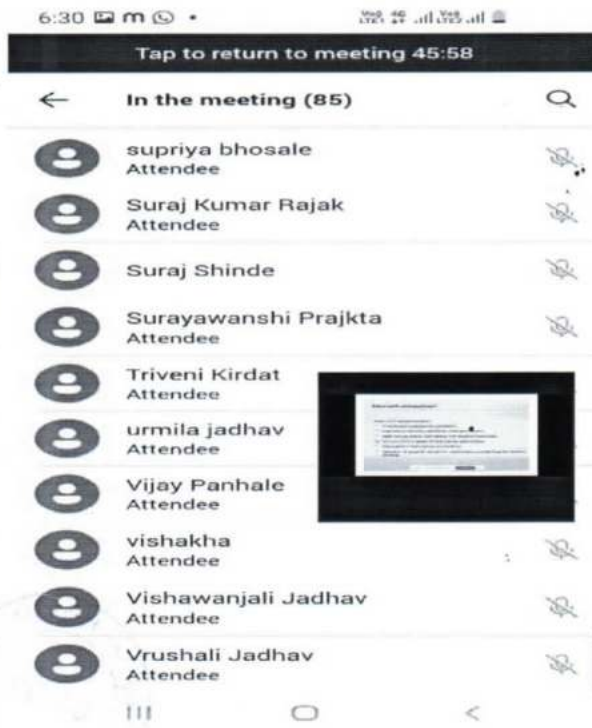 6:30 m
Tap to return to meeting 45:58
In the meeting (85)
supriya bhosale
Attendee
Suraj Kumar Rajak
Attendee
Suraj Shinde
Surayawanshi Prajkta
Attendee
Triveni Kirdat
Attendee
urmila jadhav
Attendee
Vijay Panhale
Attendee
vishakha
Attendee
Vishawanjali Jadhav
Attendee
Vrushali Jadhav
Attendee